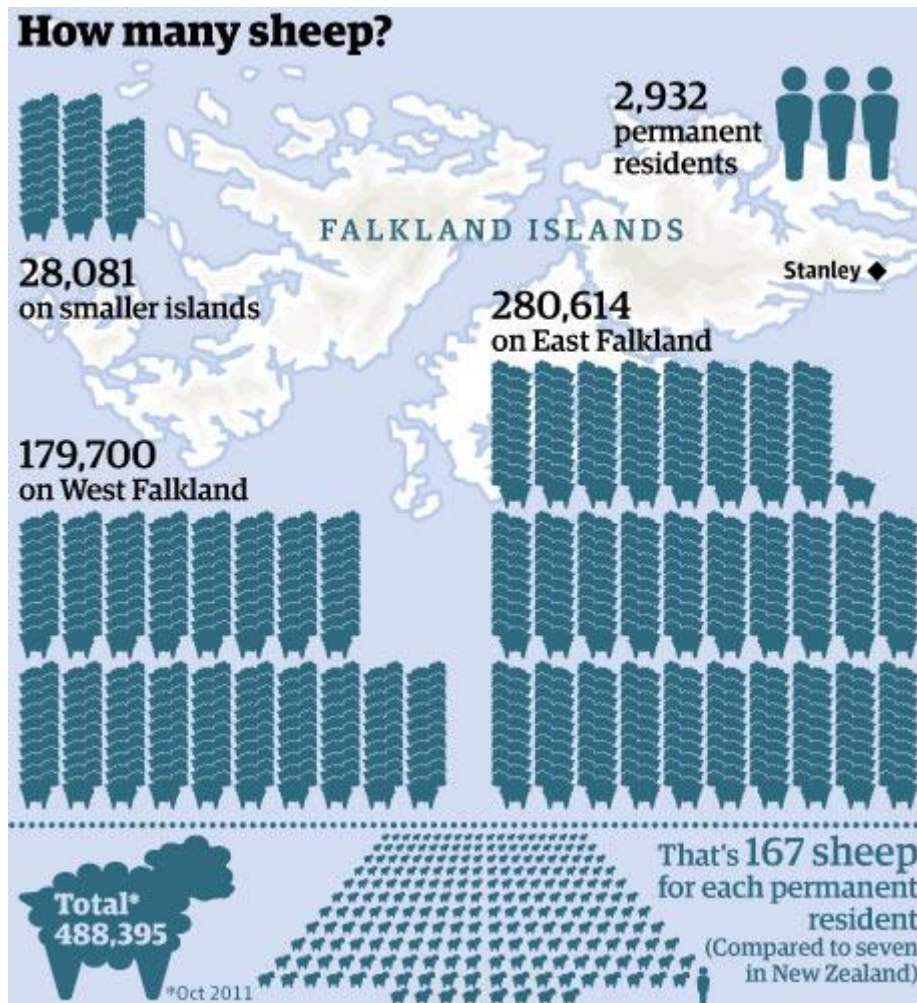 How many sheep?
2,932
permanent
residents
FALKLAND ISLANDS
Stanley
28,081
on smaller islands
280,614
on East Falkland
179,700
on West Falkland
Total*
488,395
*Oct 2011
That's 167 sheep
for each permanent
resident
(Compared to seven
in New Zealand)